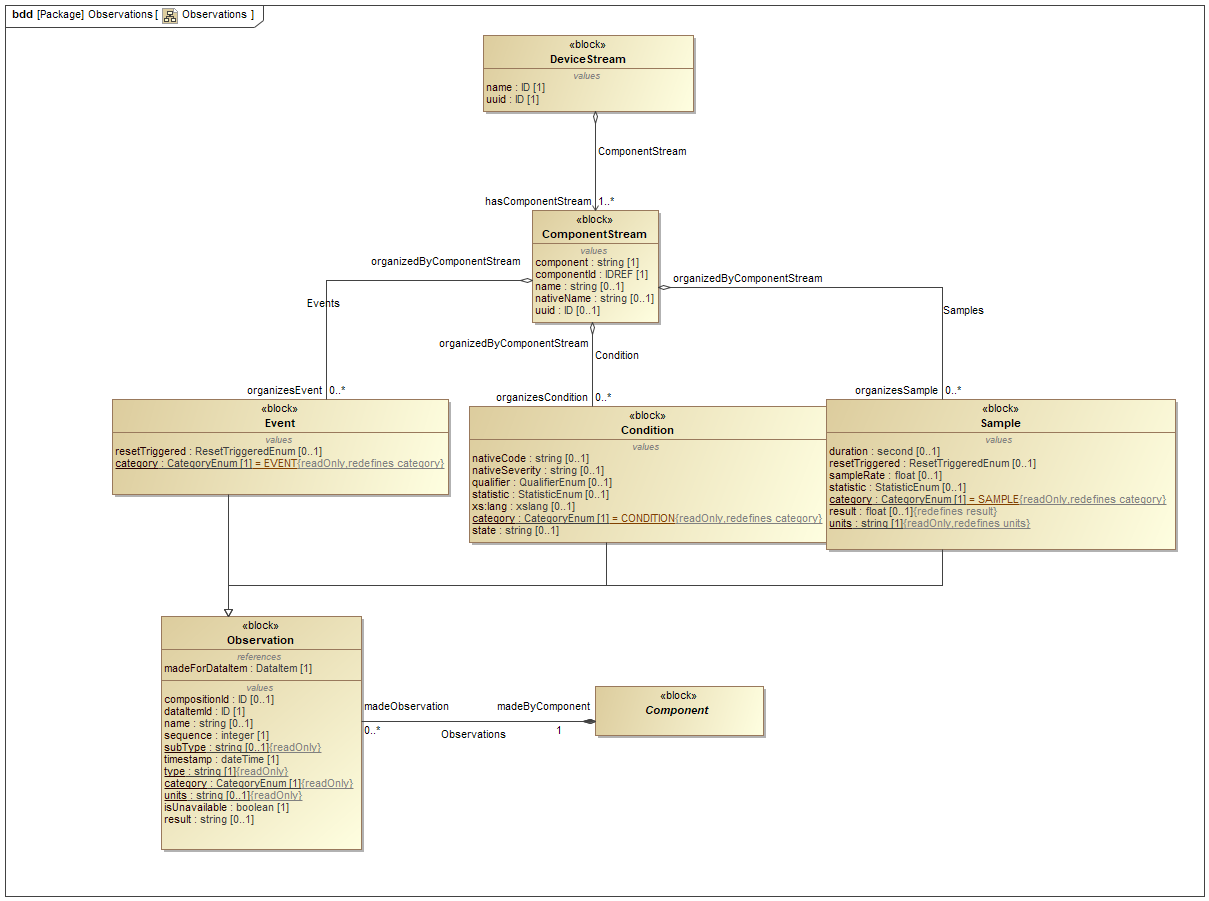 bdd [Package] Observations [ Observations ]
«block»
DeviceStream
values
name : ID [1]
uuid : ID [1]
ComponentStream
hasComponentStream 1..*
«block»
ComponentStream
values
component : string [1]
componentId : IDREF [1]
name : string [0..1]
nativeName : string [0..1]
uuid : ID [0..1]
organizedByComponentStream
Events
organizedByComponentStream
Condition
organizedByComponentStream
Samples
organizesEvent 0..*
organizesCondition 0..*
organizesSample 0..*
«block»
Event
values
resetTriggered : ResetTriggeredEnum [0..1]
category : CategoryEnum [1] = EVENT{readOnly,redefines category}
«block»
Condition
values
nativeCode : string [0..1]
nativeSeverity : string [0..1]
qualifier : QualifierEnum [0..1]
statistic : StatisticEnum [0..1]
xs:lang : xslang [0..1]
category : CategoryEnum [1] = CONDITION{readOnly,redefines category}
state : string [0..1]
«block»
Sample
values
duration : second [0..1]
resetTriggered : ResetTriggeredEnum [0..1]
sampleRate : float [0..1]
statistic : StatisticEnum [0..1]
category : CategoryEnum [1] = SAMPLE{readOnly,redefines category}
result : float [0..1]{redefines result}
units : string [1]{readOnly,redefines units}
«block»
Observation
references
madeForDataItem : DataItem [1]
values
compositionId : ID [0..1]
dataItemId : ID [1]
name : string [0..1]
sequence : integer [1]
subType : string [0..1]{readOnly}
timestamp : dateTime [1]
type : string [1]{readOnly}
category : CategoryEnum [1]{readOnly}
units : string [0..1]{readOnly}
isUnavailable : boolean [1]
result : string [0..1]
madeObservation
0..*
Observations
madeByComponent
1
«block»
Component